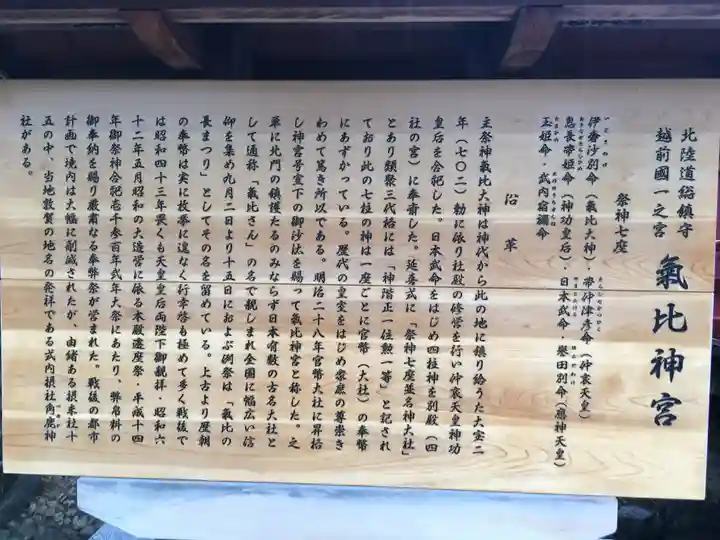 北陸道総鎮守
越前國一之宮
氣比神宮
祭神七座
伊奢沙別命(氣比大神)・帶仲津彦命(仲哀天皇)
息長帶姫命(神功皇后)・日本武命・誉田別命(應神天皇)
玉姫命・武内宿禰命
沿革
主祭神氣比大神は神代から此の地に鎮り給うた大宝二
年(七〇二)勅に依り社殿の修営を行い仲哀天皇神功
皇后を合祀した。日本武命をはじめ四柱神を別殿(四
社の宮)に奉斎した。延喜式に「祭神七座並名神大社」
とあり類聚三代格には「神階正一位勲一等」と記され
ており此の七柱の神は一座ごとに官幣(大社)の奉幣
にあずかっている。歴代の皇室をはじめ衆庶の尊崇き
わめて篤き所以である。明治二十八年官幣大社に昇格
し神宮号宣下の御沙汰を賜って氣比神宮と称した。之
單に北門の鎮護たるのみならず日本有数の古名大社と
して通称「氣比さん」の名で親しまれ全國に幅広い信
仰を集め九月二日より十五日におよぶ例祭は「氣比の
長まつり」としてその名を留めている。上古より歴朝
の奉幣は実に枚挙に遑なく行幸啓も極めて多く戦後で
は昭和四十三年畏くも天皇皇后両陛下御親拝・昭和六
十二年五月昭和の大造営に依る本殿遷座祭・平成十四
年御祭神合祀壱千参百年式年大祭にあたり、幣帛料の
御奉納を賜り厳粛なる奉幣祭が営まれた。戦後の都市
計画で境内は大幅に削減されたが、由緒ある摂末社十
五の中、当地敦賀の地名の発祥である式内摂社角鹿神
社がある。